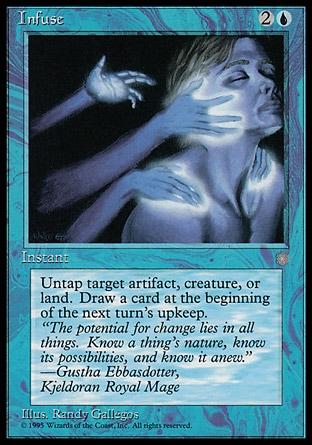 Infuse 2
Instant
Untap target artifact, creature, or
land. Draw a card at the beginning
of the next turn's upkeep.
"The potential for change lies in all
things. Know a thing's nature, know
its possibilities, and know it anew."
—Gustha Ebbasdotter,
Kjeldoran Royal Mage
Illus. Randy Gallegos
© 1995 Wizards of the Coast, Inc. All rights reserved.